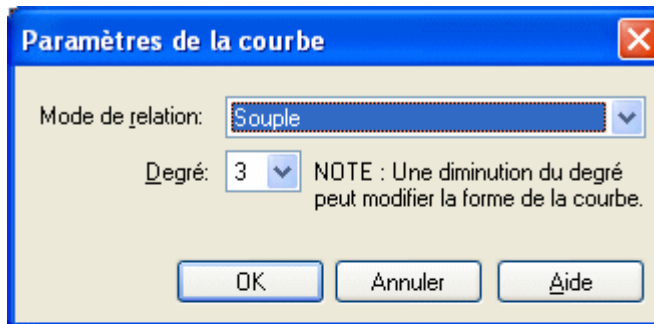 Paramètres de la courbe
Mode de relation: Souple
Degré: 3 NOTE : Une diminution du degré
peut modifier la forme de la courbe.
OK Annuler Aide